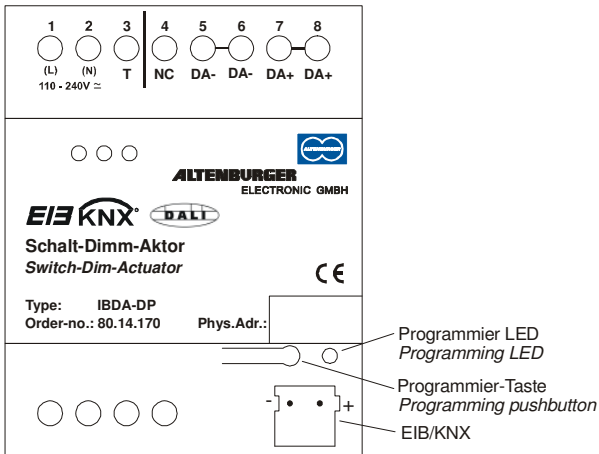 1 2 3 4 5 6 7 8
(L) (N) T NC DA- DA- DA+ DA+
110 - 240V ≃
ALTENBURGER
ALTENBURGER
ELECTRONIC GMBH
EIB KNX® DALI
Schalt-Dimm-Aktor
Switch-Dim-Actuator
CE
Type: IBDA-DP
Order-no.: 80.14.170 Phys.Adr.:
Programmier LED
Programming LED
Programmier-Taste
Programming pushbutton
- +
EIB/KNX